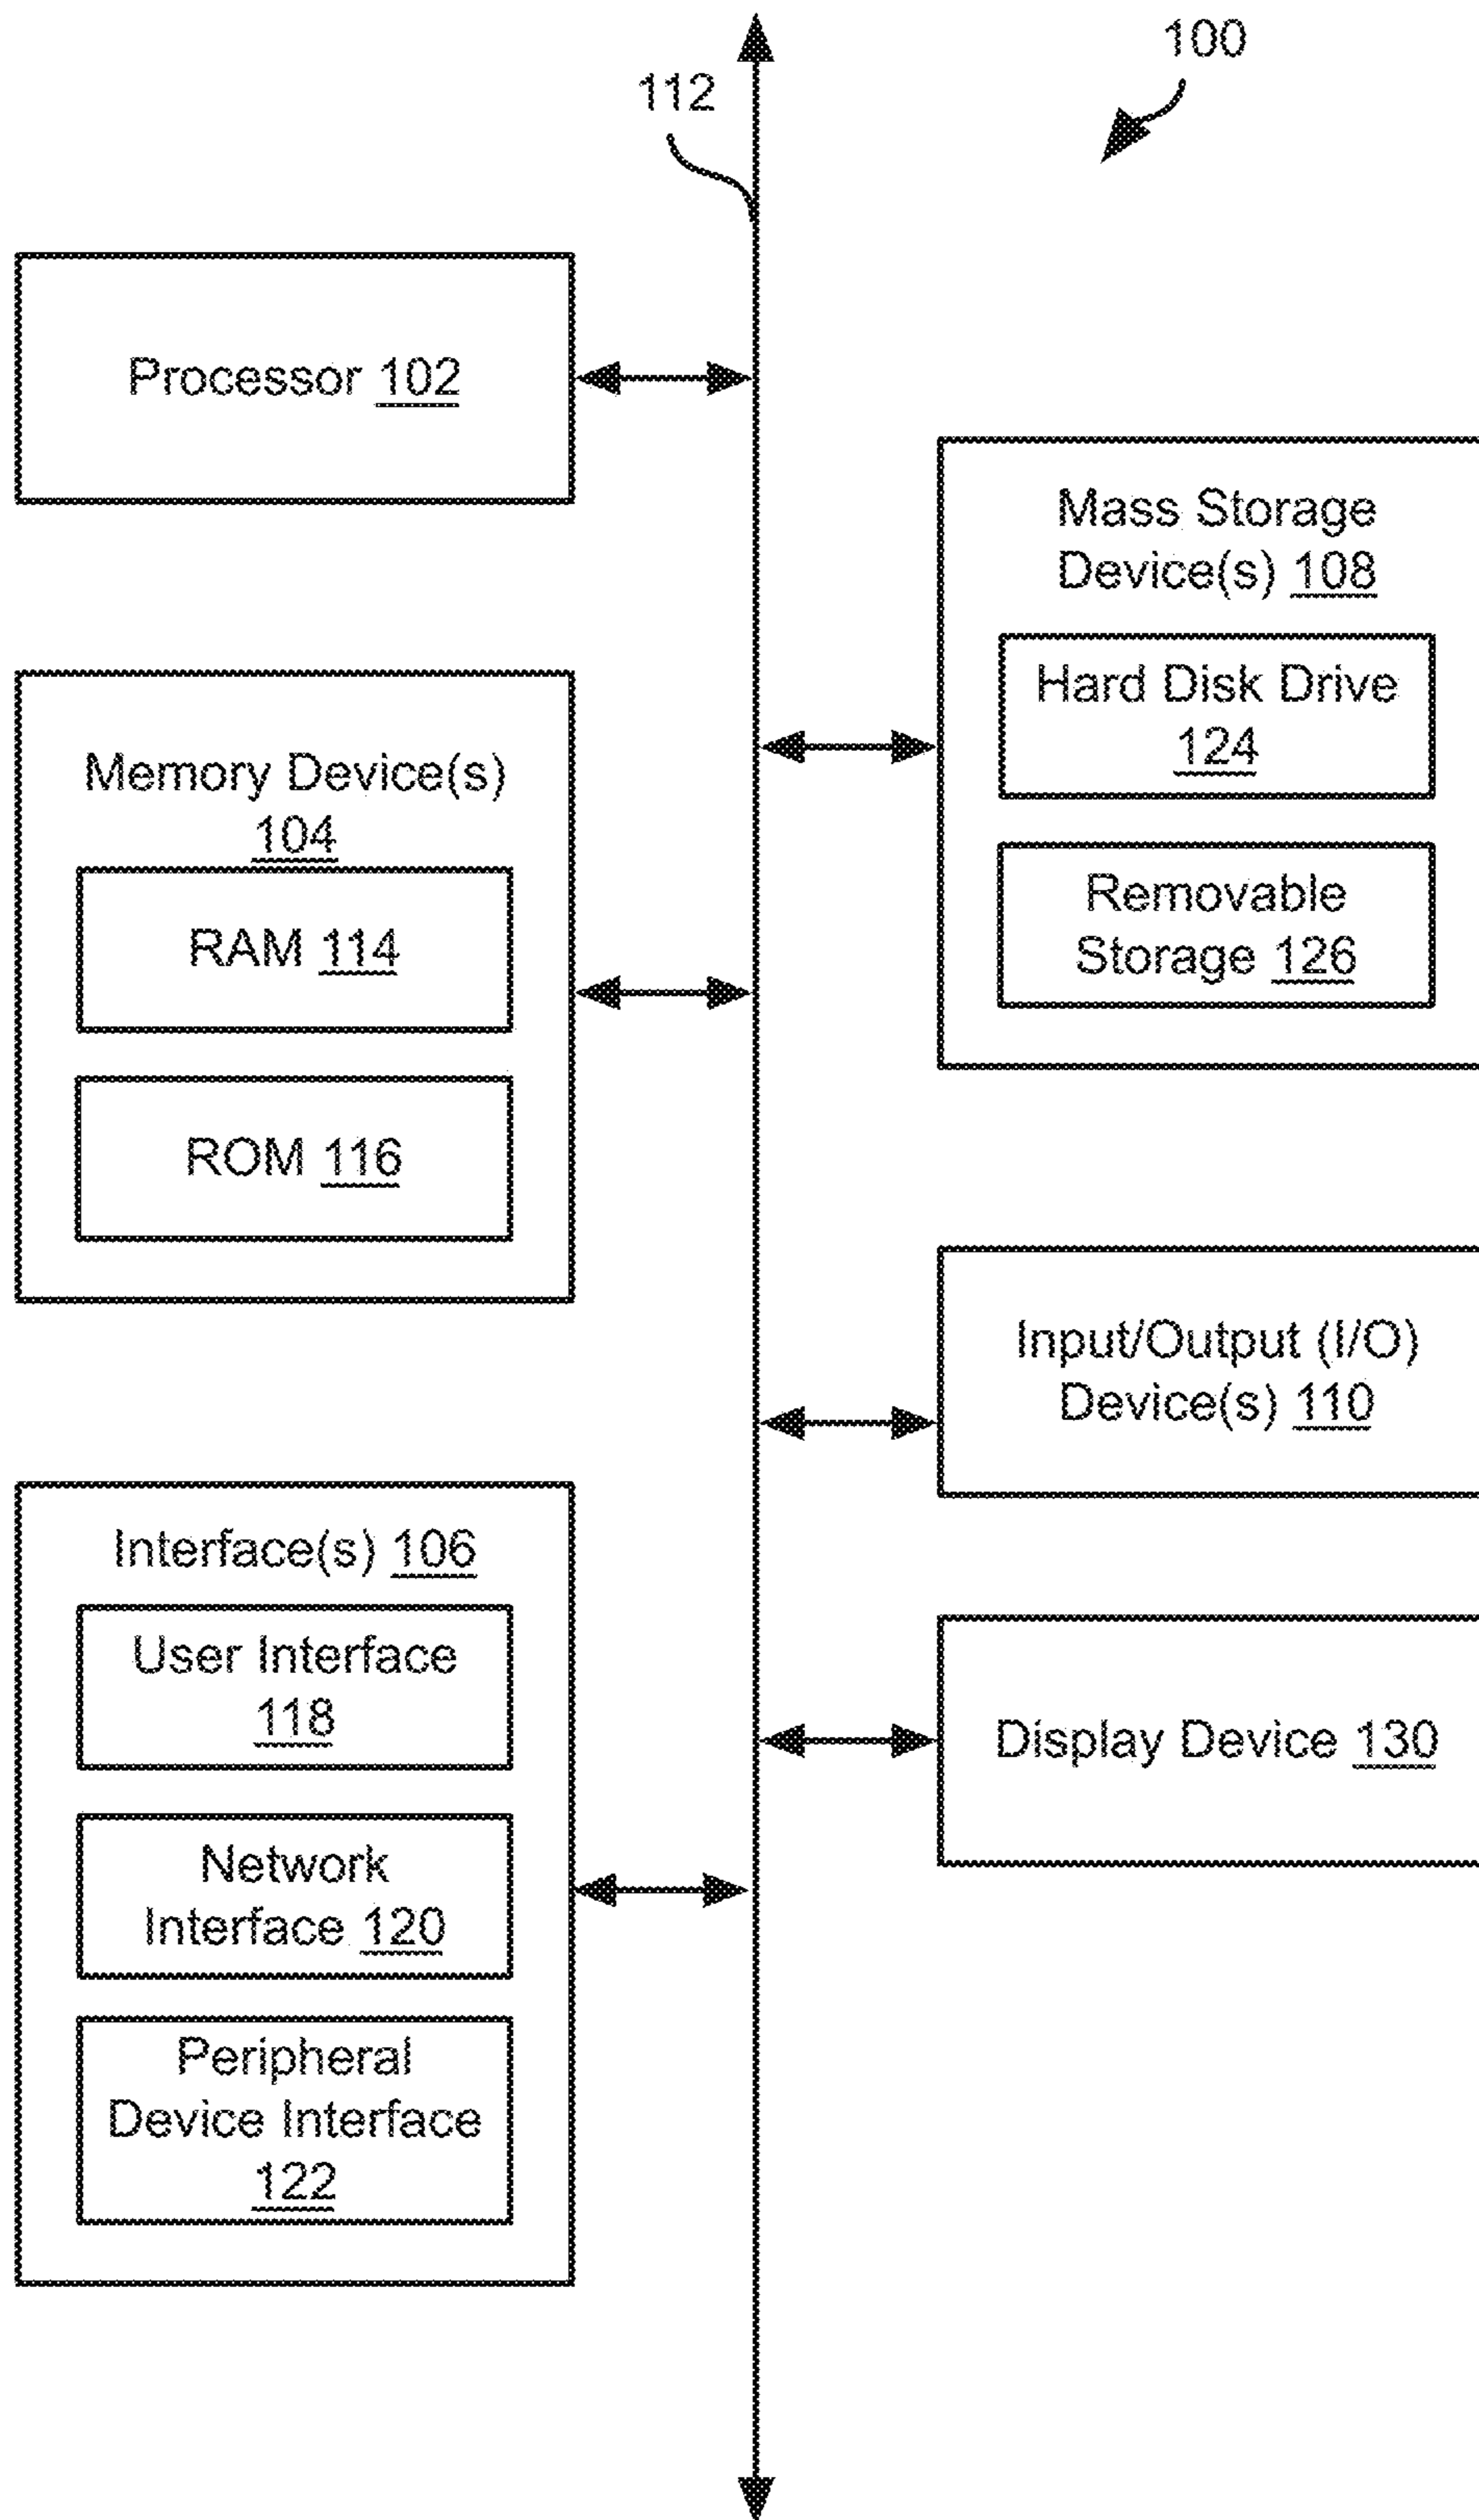 100
112
Processor 102
Mass Storage
Device(s) 108
Hard Disk Drive
124
Removable
Storage 126
Memory Device(s)
104
RAM 114
ROM 116
Input/Output (I/O)
Device(s) 110
Interface(s) 106
User Interface
118
Network
Interface 120
Peripheral
Device Interface
122
Display Device 130